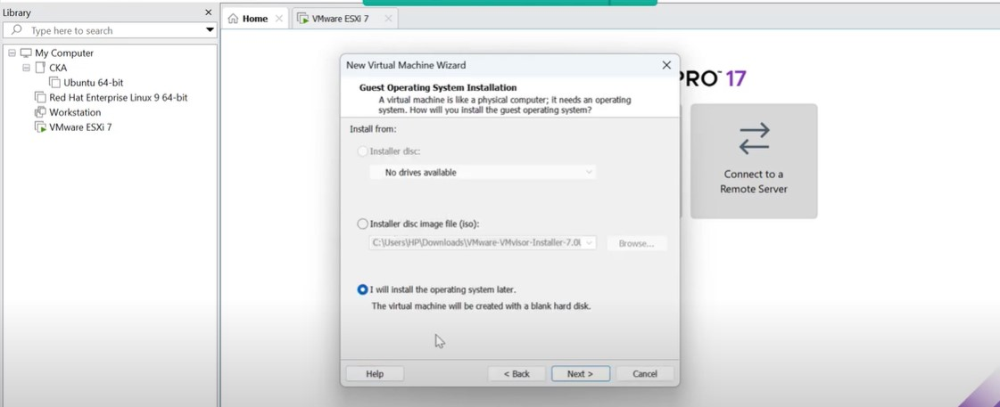 Library
Type here to search
My Computer
CKA
Ubuntu 64-bit
Red Hat Enterprise Linux 9 64-bit
Workstation
VMware ESXi 7
Home
VMware ESXi 7
PRO™ 17
Connect to a
Remote Server
New Virtual Machine Wizard
Guest Operating System Installation
A virtual machine is like a physical computer; it needs an operating
system. How will you install the guest operating system?
Install from:
Installer disc:
No drives available
Installer disc image file (iso):
C:\Users\HP\Downloads\VMware-VMvisor-Installer-7.0
Browse...
I will install the operating system later.
The virtual machine will be created with a blank hard disk.
Help
< Back
Next >
Cancel